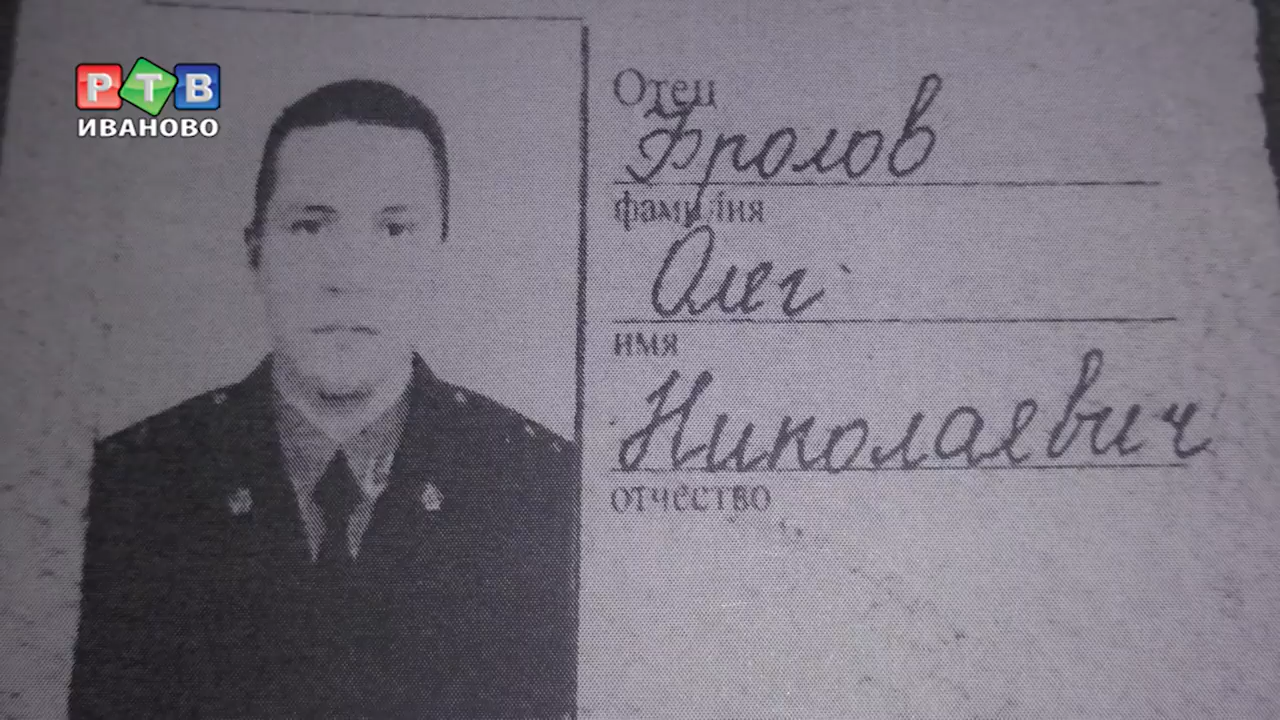 РТВ
ИВАНОВО
Отец
Фролов
фамилия
Олег
имя
Николаевич
отчество